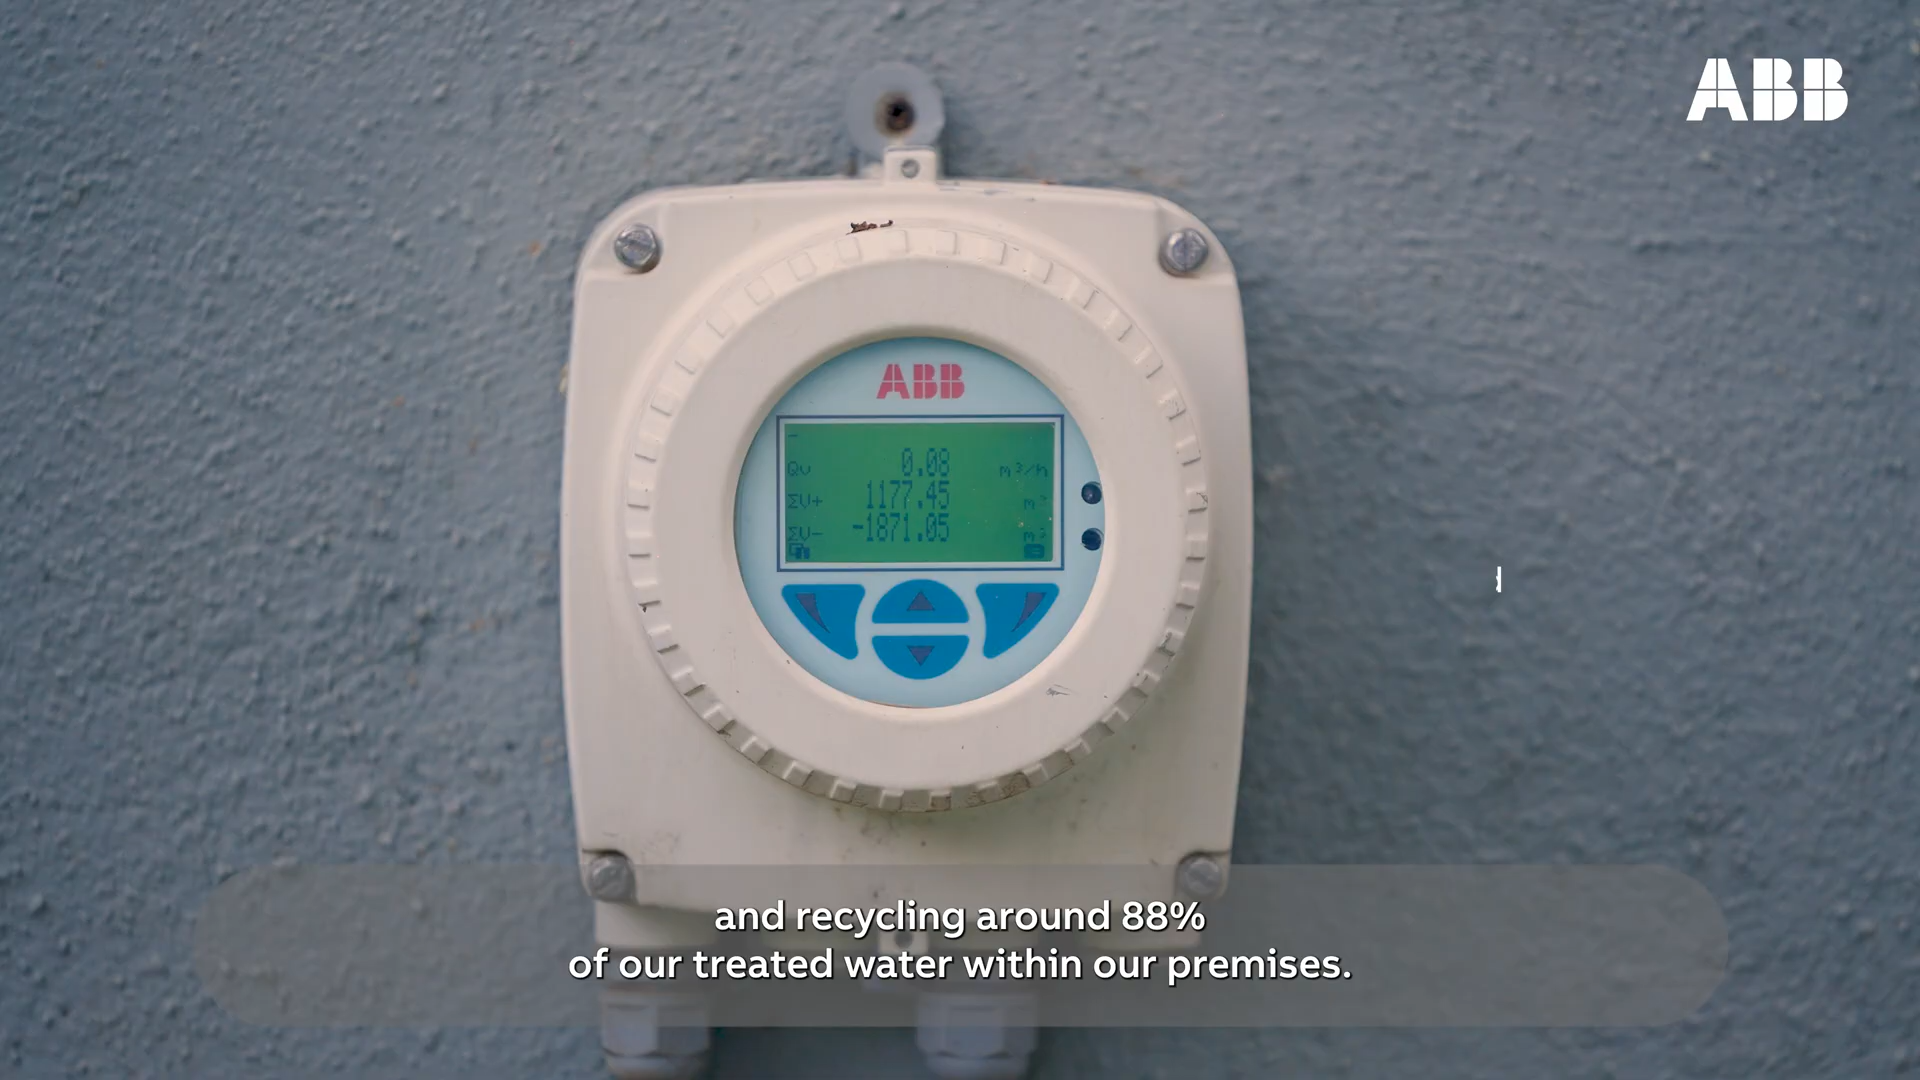 ABB
ABB
Qv 0.08 m³/h
ΣV+ 1177.45 m³
ΣV- -1871.05 m³
and recycling around 88%
of our treated water within our premises.